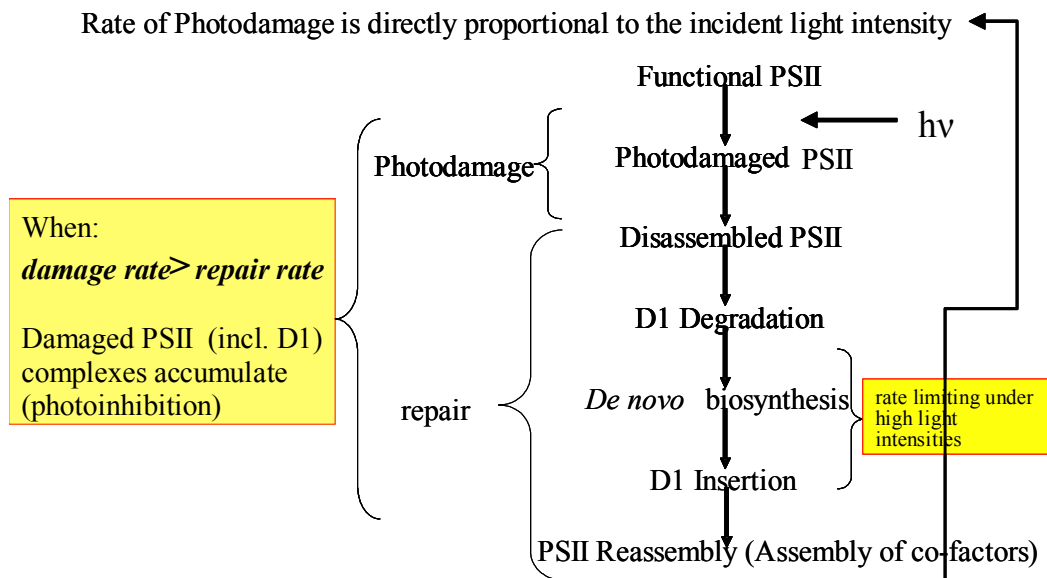 Rate of Photodamage is directly proportional to the incident light intensity
Functional PSII
hν
Photodamage
Photodamaged PSII
When:
damage rate> repair rate
Damaged PSII (incl. D1)
complexes accumulate
(photoinhibition)
Disassembled PSII
D1 Degradation
repair
De novo biosynthesis
rate limiting under
high light
intensities
D1 Insertion
PSII Reassembly (Assembly of co-factors)